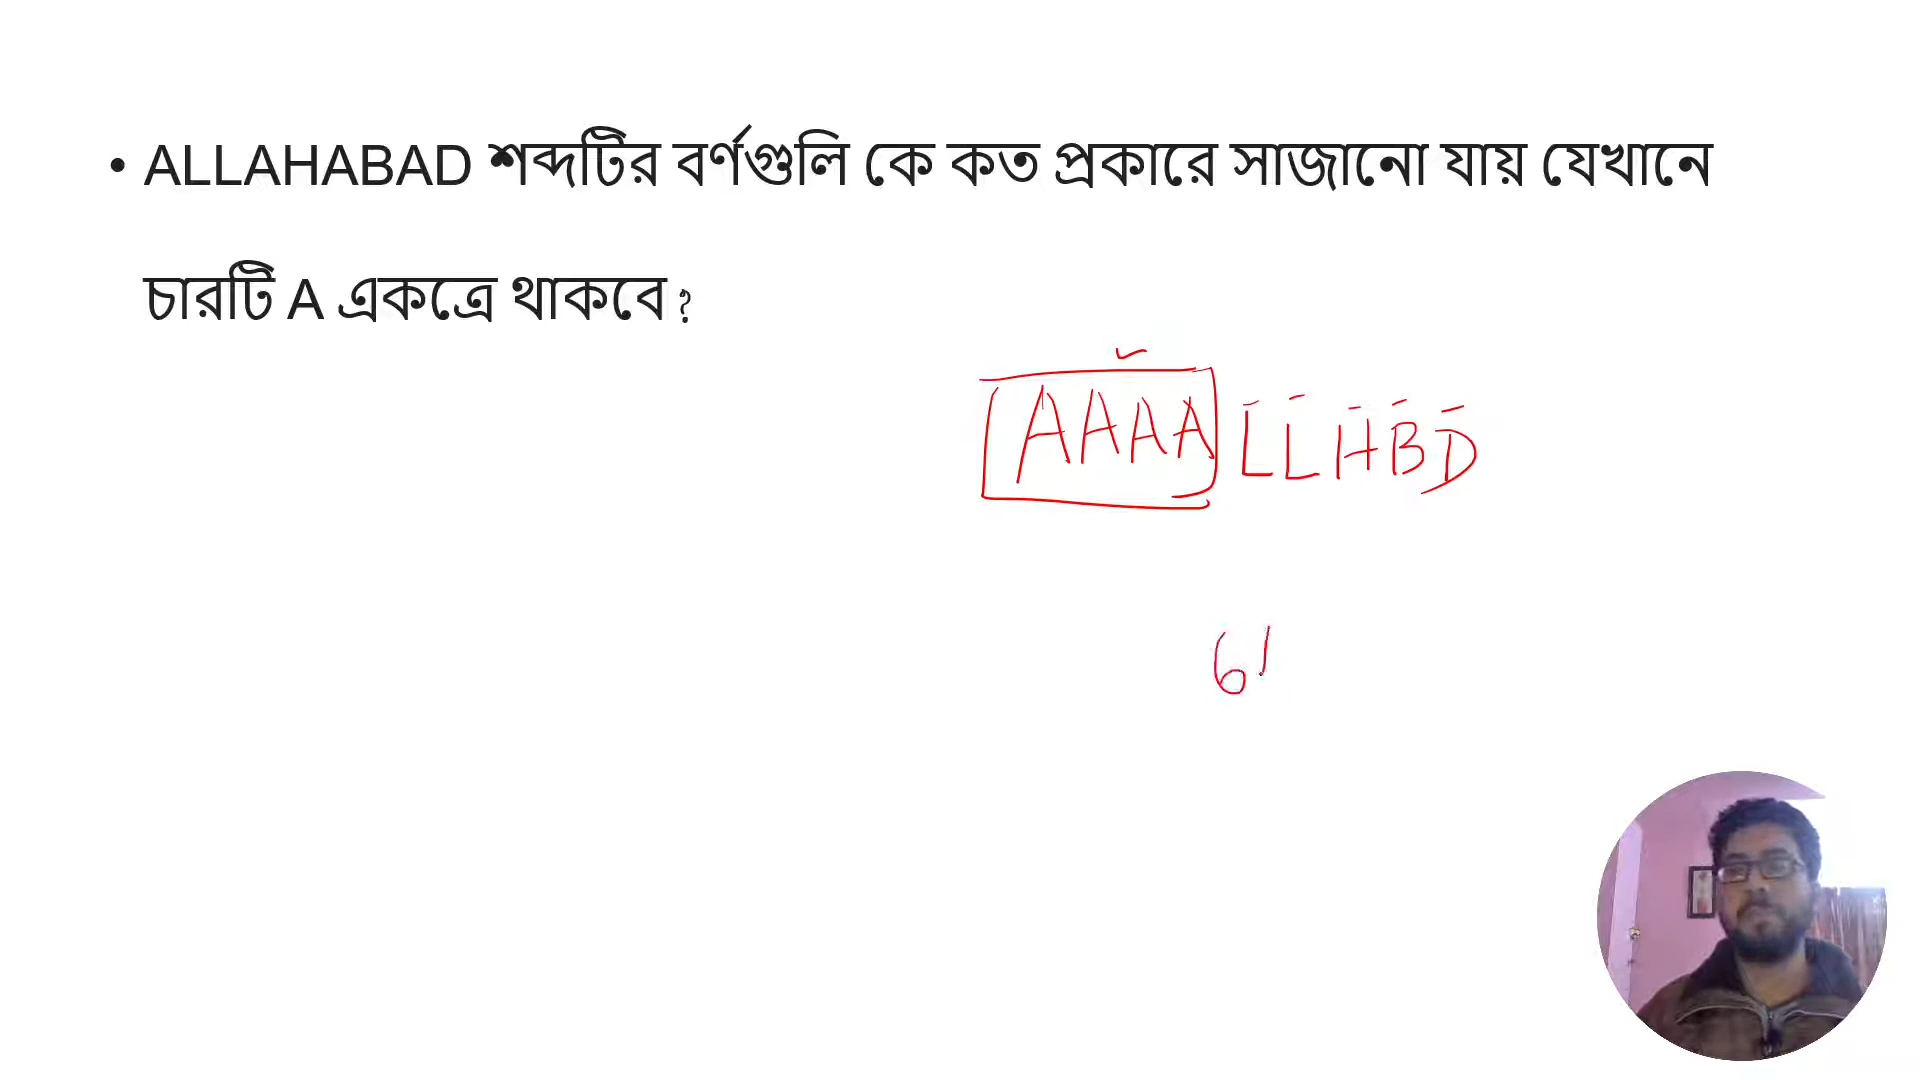 • ALLAHABAD শব্দটির বর্ণগুলি কে কত প্রকারে সাজানো যায় যেখানে
চারটি A একত্রে থাকবে ?
AAAA LLHBD
6!